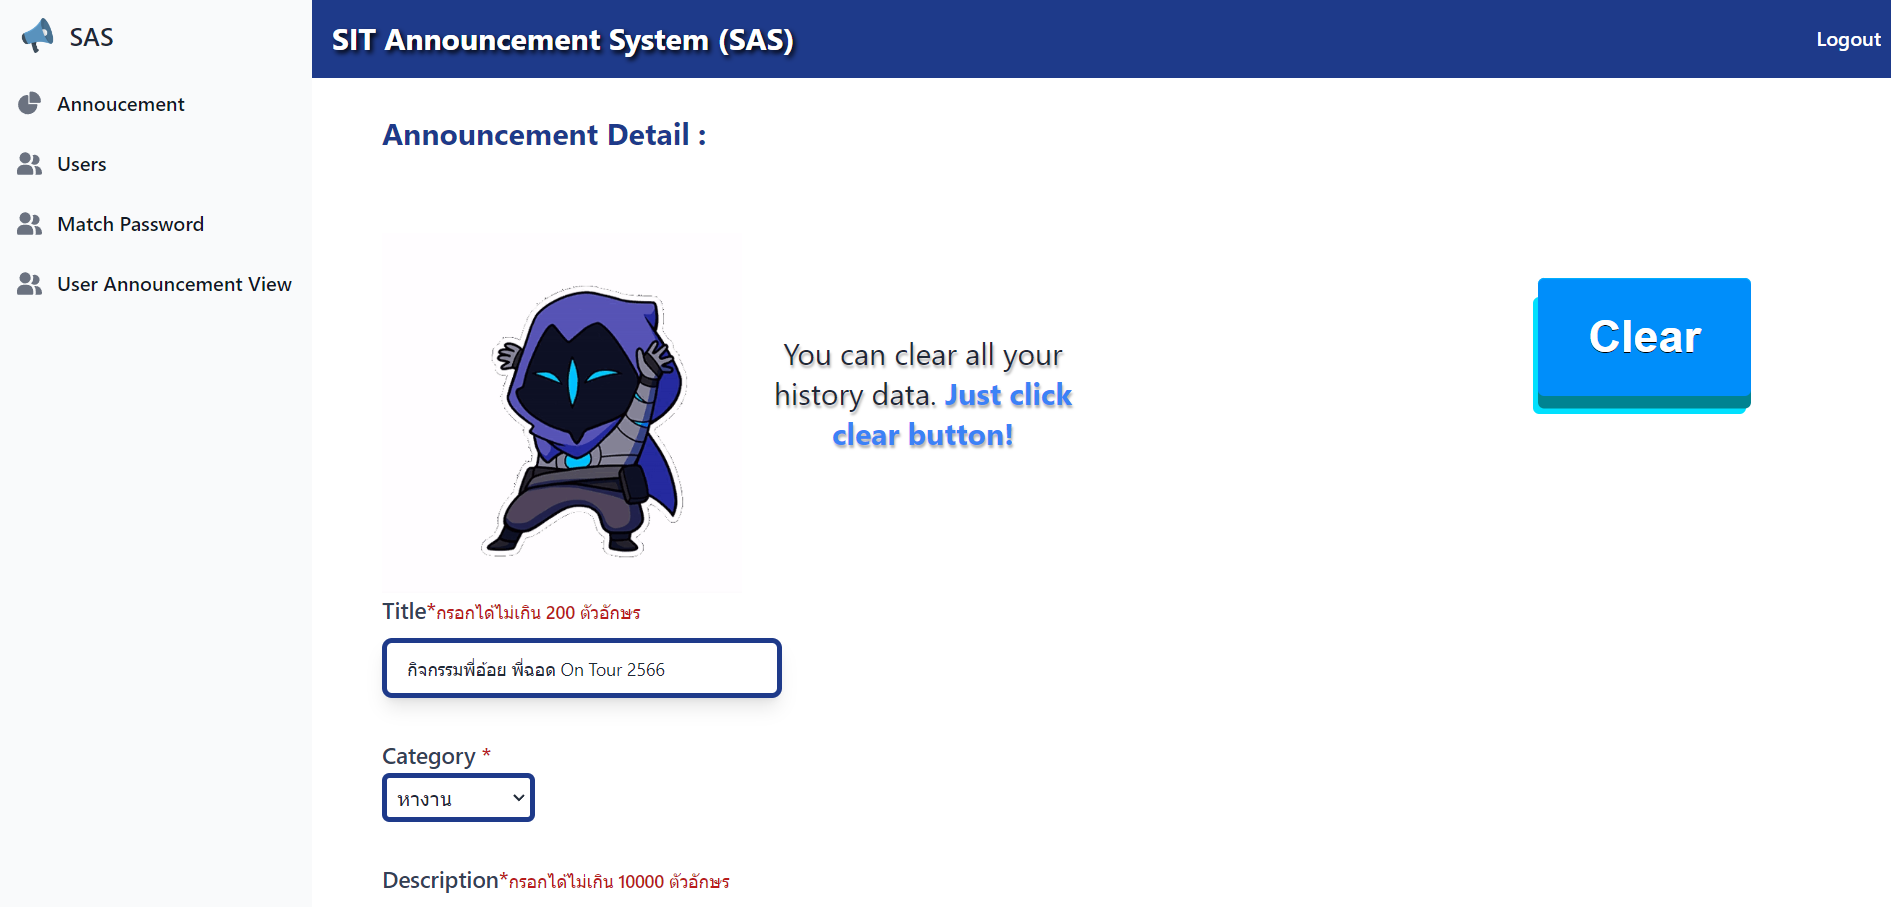 SAS
Annoucement
Users
Match Password
User Announcement View
SIT Announcement System (SAS)
Logout
Announcement Detail :
You can clear all your
history data. Just click
clear button!
Clear
Title*กรอกได้ไม่เกิน 200 ตัวอักษร
กิจกรรมพี่อ้อย พี่ฉอด On Tour 2566
Category *
หางาน
Description*กรอกได้ไม่เกิน 10000 ตัวอักษร